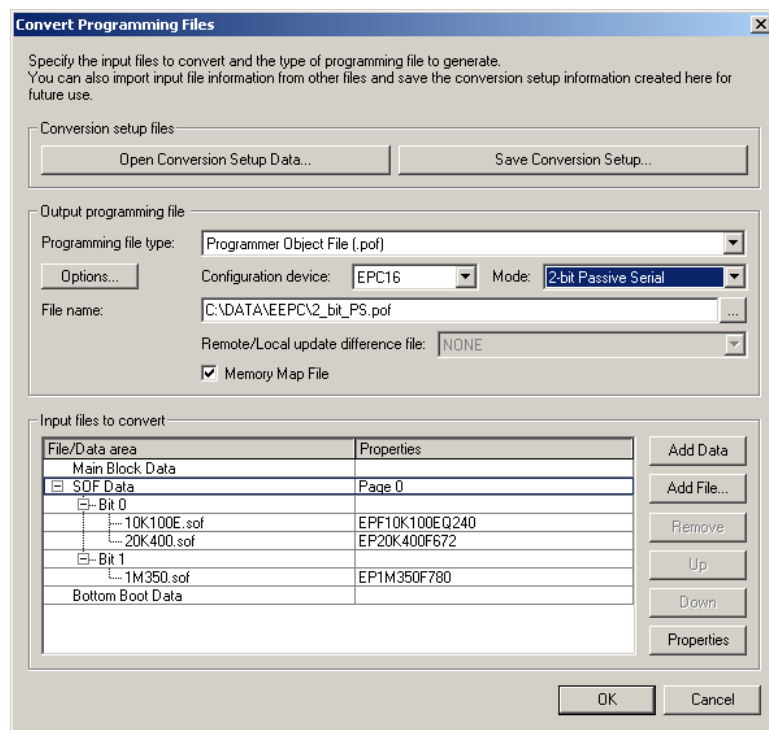 Convert Programming Files
Specify the input files to convert and the type of programming file to generate.
You can also import input file information from other files and save the conversion setup information created here for
future use.
Conversion setup files
Open Conversion Setup Data... Save Conversion Setup...
Output programming file
Programming file type: Programmer Object File (.pof)
Options... Configuration device: EPC16 Mode: 2-bit Passive Serial
File name: C:\DATA\EEPC\2_bit_PS.pof ...
Remote/Local update difference file: NONE
Memory Map File
Input files to convert
File/Data area Properties
Main Block Data
SOF Data Page 0
Bit 0
10K100E.sof EPF10K100EQ240
20K400.sof EP20K400F672
Bit 1
1M350.sof EP1M350F780
Bottom Boot Data
Add Data
Add File...
Remove
Up
Down
Properties
OK Cancel